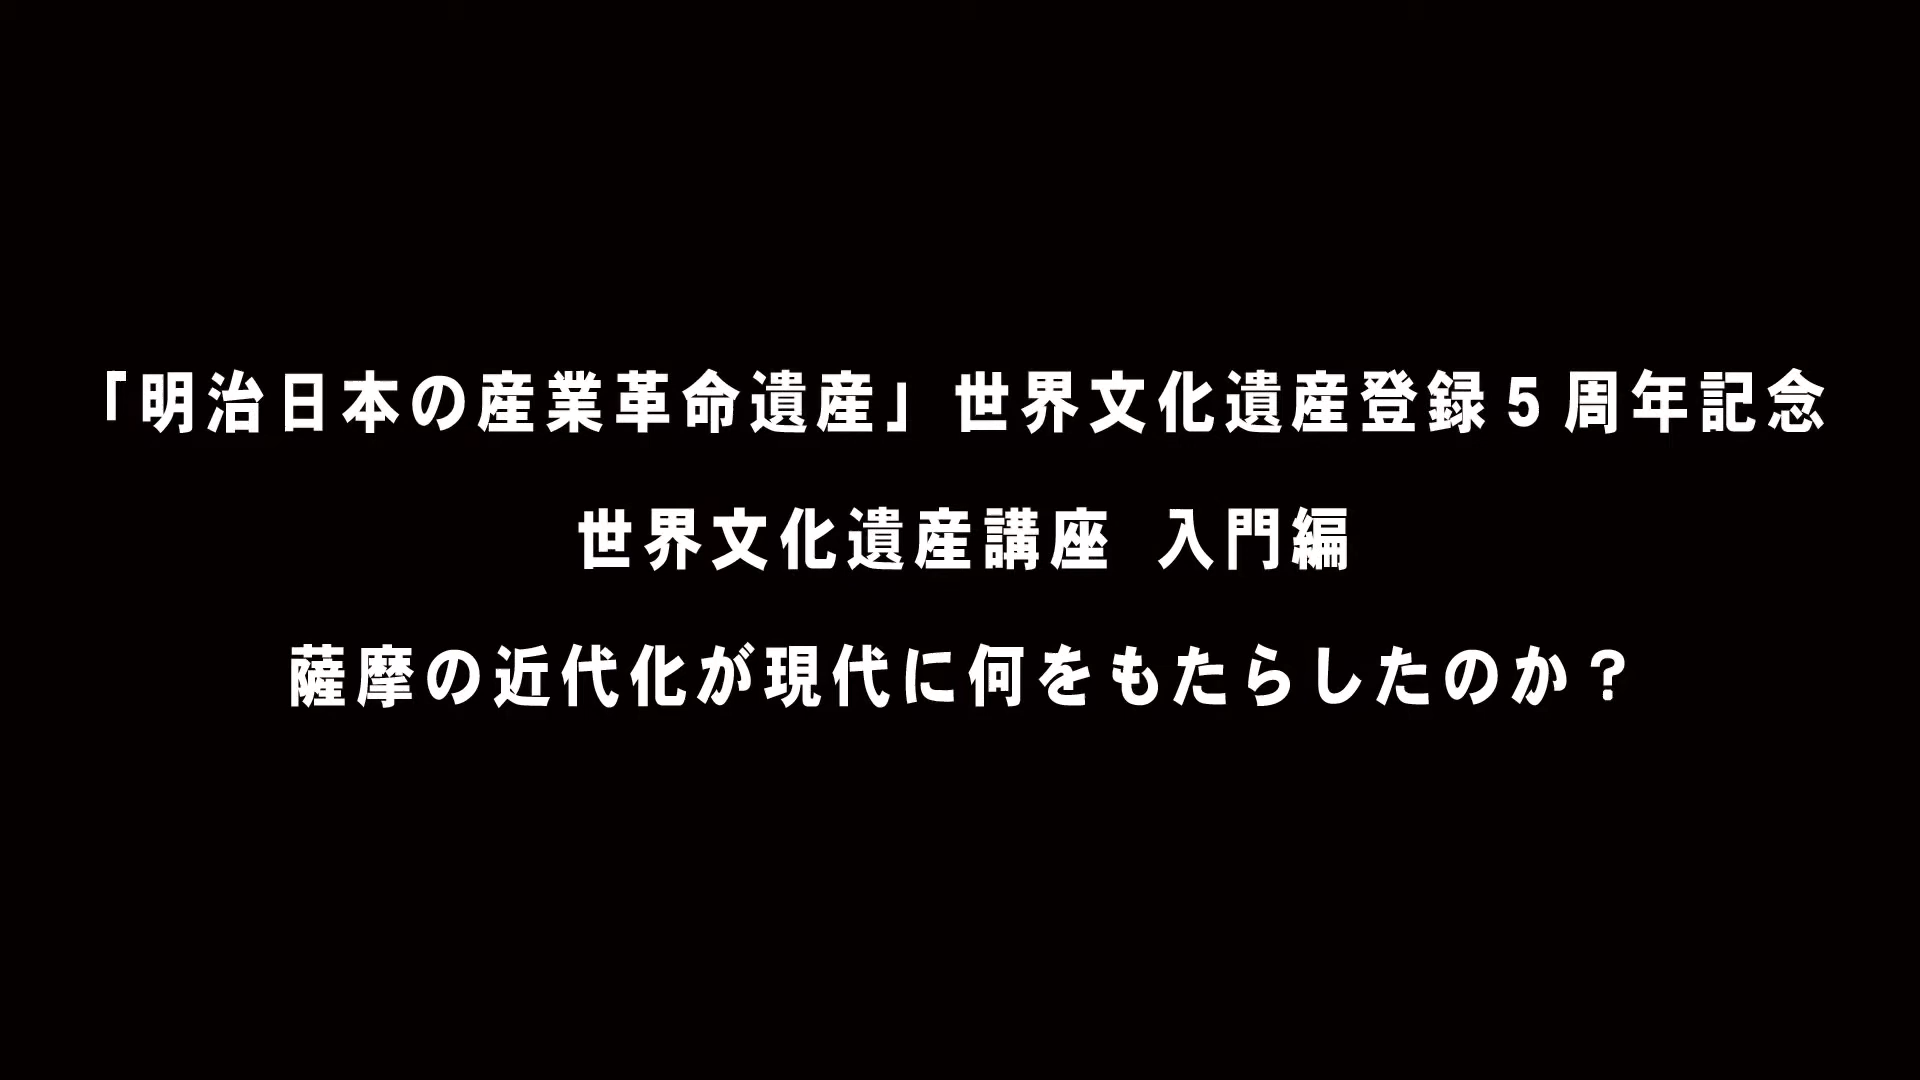 「明治日本の産業革命遺産」世界文化遺産登録5周年記念
世界文化遺産講座 入門編
薩摩の近代化が現代に何をもたらしたのか？